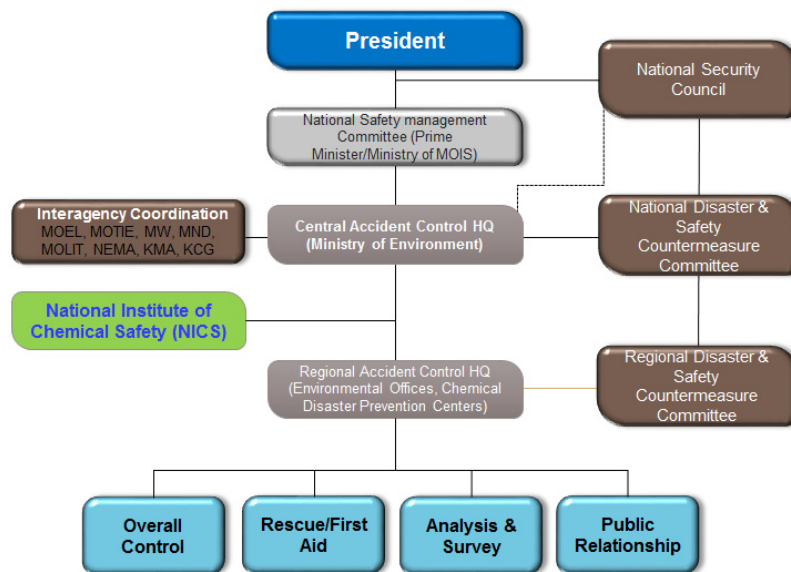 President
National Security
Council
National Safety management
Committee (Prime
Minister/Ministry of MOIS)
Interagency Coordination
MOEL, MOTIE, MW, MND,
MOLIT, NEMA, KMA, KCG
Central Accident Control HQ
(Ministry of Environment)
National Disaster &
Safety
Countermeasure
Committee
National Institute of
Chemical Safety (NICS)
Regional Accident Control HQ
(Environmental Offices, Chemical
Disaster Prevention Centers)
Regional Disaster &
Safety
Countermeasure
Committee
Overall
Control
Rescue/First
Aid
Analysis &
Survey
Public
Relationship